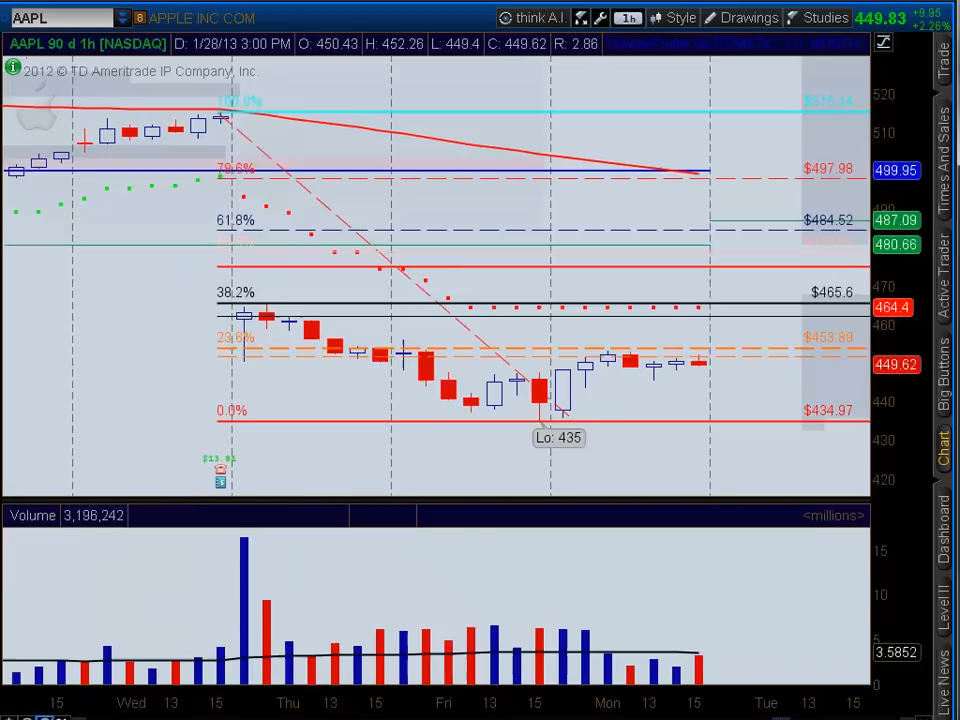 AAPL 8 APPLE INC COM think A.I. 1h Style Drawings Studies 449.83 +9.95 +2.26%
AAPL 90 d 1h [NASDAQ] D: 1/28/13 3:00 PM O: 450.43 H: 452.26 L: 449.4 C: 449.62 R: 2.86
2012 © TD Ameritrade IP Company, Inc.
100.0%
78.6% $497.98
61.8% $484.52
38.2% $465.6
23.6% $453.89
0.0% $434.97
Lo: 435
$13.81
520
510
499.95
490
487.09
480.66
470
464.4
460
449.62
440
430
420
Volume 3,196,242 <millions>
15
10
5
3.5852
0
15 Wed 13 15 Thu 13 15 Fri 13 15 Mon 13 15 Tue 13 15
Trade
Times And Sales
Active Trader
Big Buttons
Chart
Dashboard
Level II
Live News